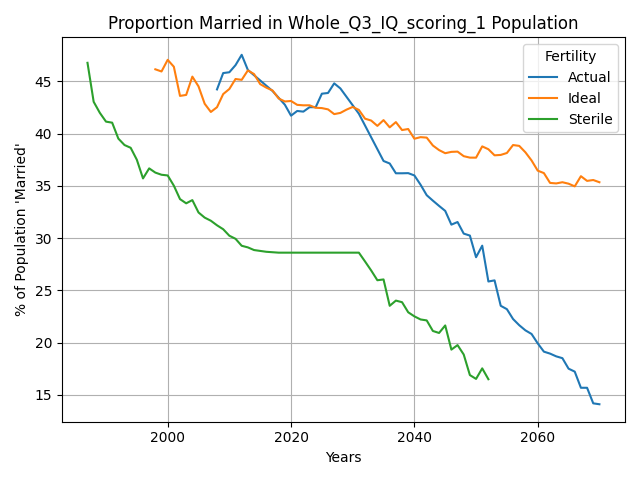 Proportion Married in Whole_Q3_IQ_scoring_1 Population
% of Population 'Married'
45
40
35
30
25
20
15
Fertility
Actual
Ideal
Sterile
2000 2020 2040 2060
Years